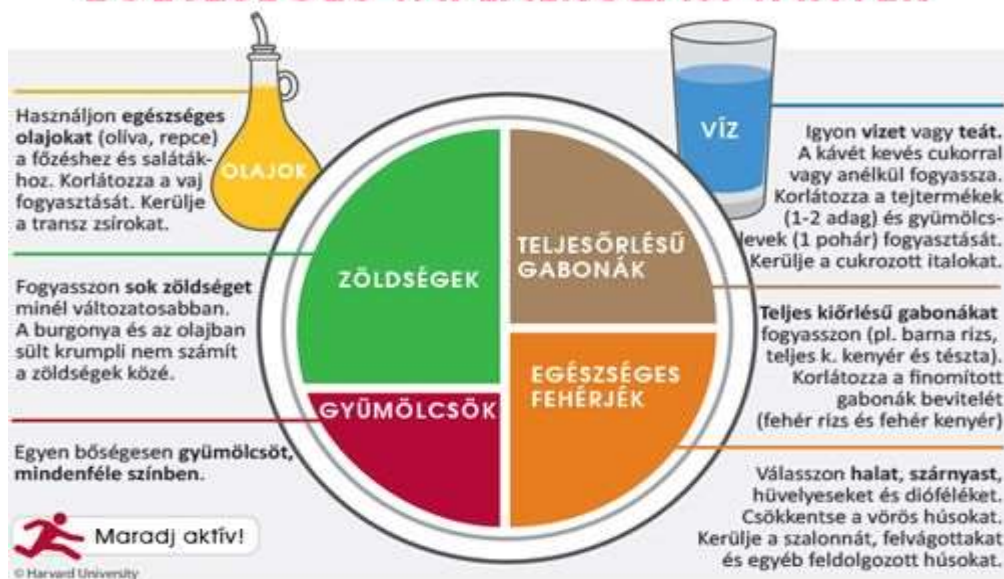 Használjon egészséges
olajokat (olíva, repce)
a főzéshez és saláták-
hoz. Korlátozza a vaj
fogyasztását. Kerülje
a transz zsírokat.
OLAJOK
VÍZ
Igyon vizet vagy teát.
A kávét kevés cukorral
vagy anélkül fogyassza.
Korlátozza a tejtermékek
(1-2 adag) és gyümölcs-
levek (1 pohár) fogyasztását.
Kerülje a cukrozott italokat.
Fogyasszon sok zöldséget
minél változatosabban.
A burgonya és az olajban
sült krumpli nem számít
a zöldségek közé.
ZÖLDSÉGEK
TELJESŐRLÉSŰ
GABONÁK
Teljes kiőrlésű gabonákat
fogyasszon (pl. barna rizs,
teljes k. kenyér és tészta).
Korlátozza a finomított
gabonák bevitelét
(fehér rizs és fehér kenyér)
GYÜMÖLCSÖK
EGÉSZSÉGES
FEHÉRJÉK
Egyen bőségesen gyümölcsöt,
mindenféle színben.
Válasszon halat, szárnyast,
hüvelyeseket és dióféléket.
Csökkentse a vörös húsokat.
Kerülje a szalonnát, felvágottakat
és egyéb feldolgozott húsokat.
Maradj aktív!
© Harvard University